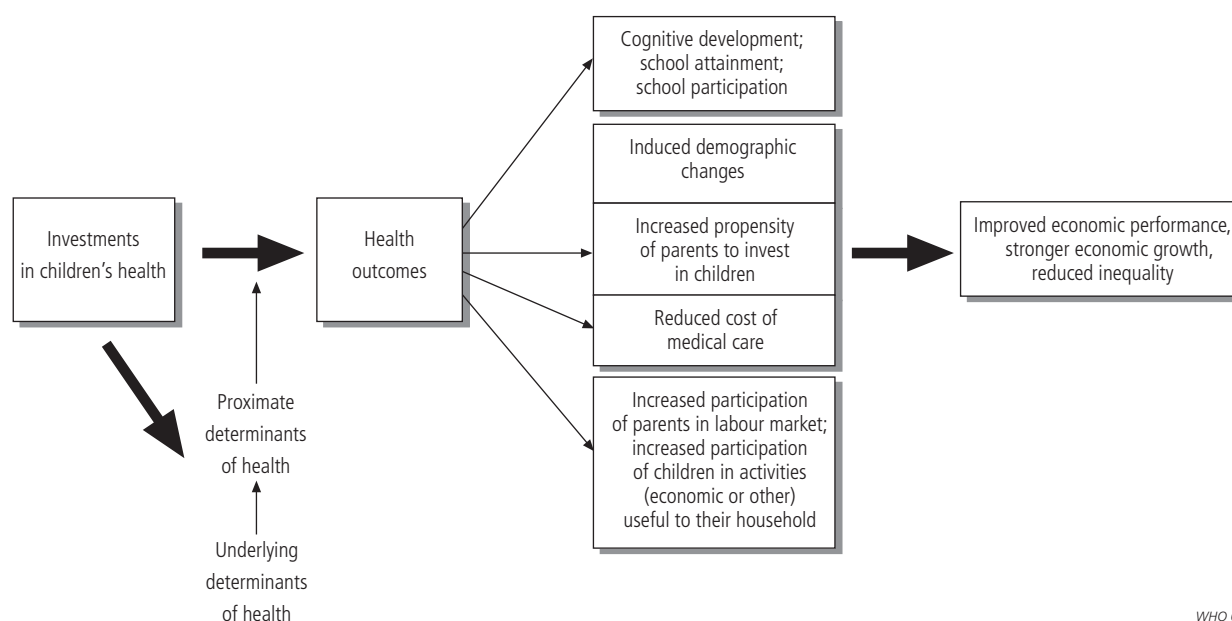 Cognitive development;
school attainment;
school participation
Induced demographic
changes
Investments
in children's health
Health
outcomes
Increased propensity
of parents to invest
in children
Improved economic performance,
stronger economic growth,
reduced inequality
Reduced cost of
medical care
Proximate
determinants
of health
Increased participation
of parents in labour market;
increased participation
of children in activities
(economic or other)
useful to their household
Underlying
determinants
of health
WHO